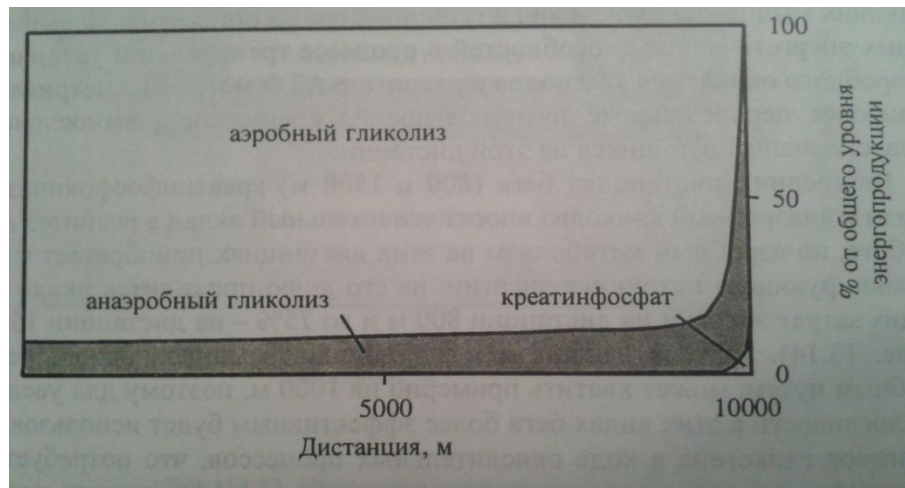 100
аэробный гликолиз
50
% от общего уровня
энергопродукции
анаэробный гликолиз
креатинфосфат
0
5000
10000
Дистанция, м